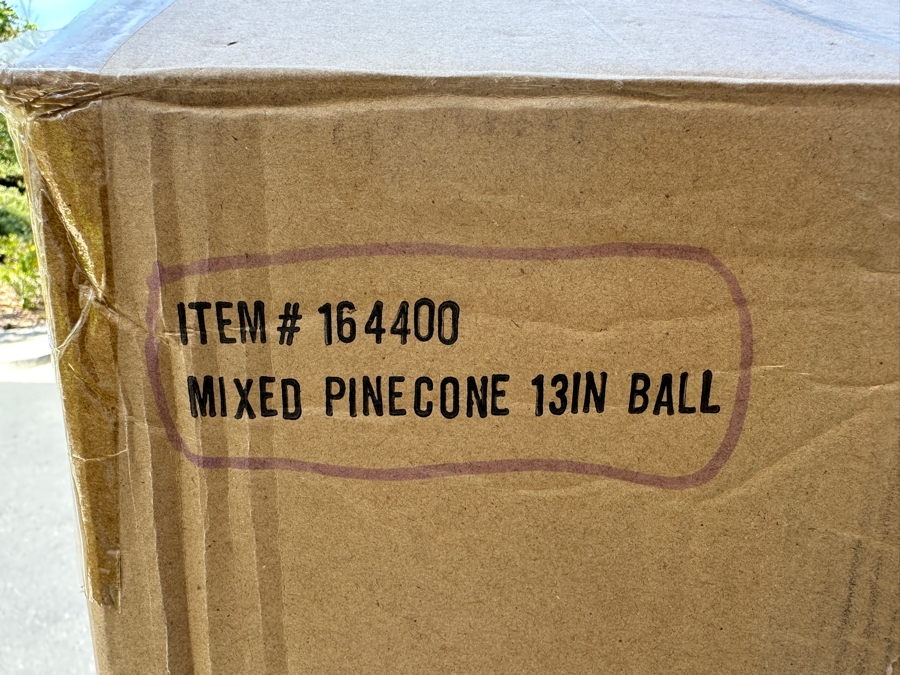 ITEM # 164400
MIXED PINECONE 13IN BALL